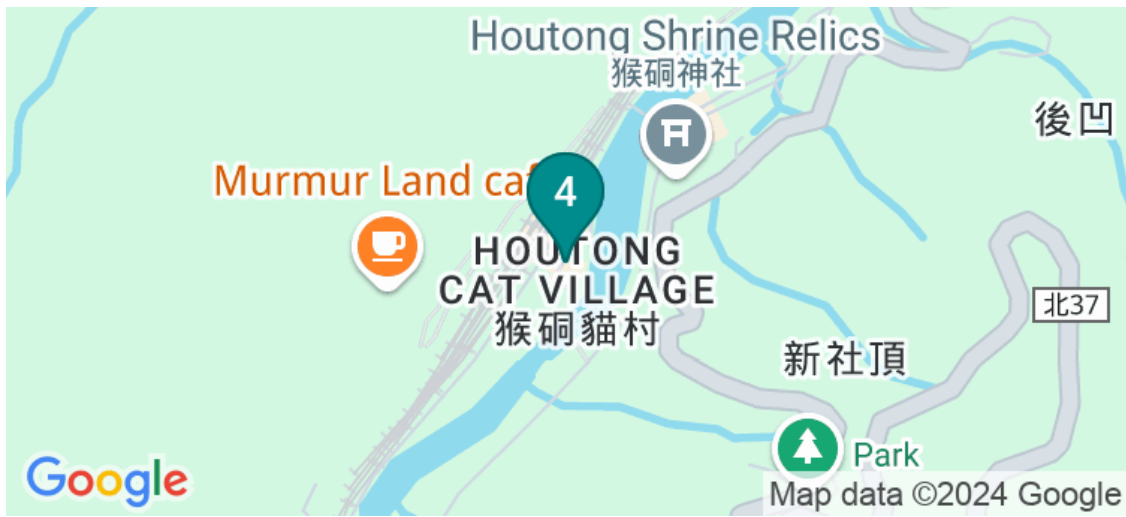 Houtong Shrine Relics
猴硐神社
後凹
Murmur Land
4
HOUTONG
CAT VILLAGE
猴硐貓村
北37
新社頂
Park
Google
Map data ©2024 Google